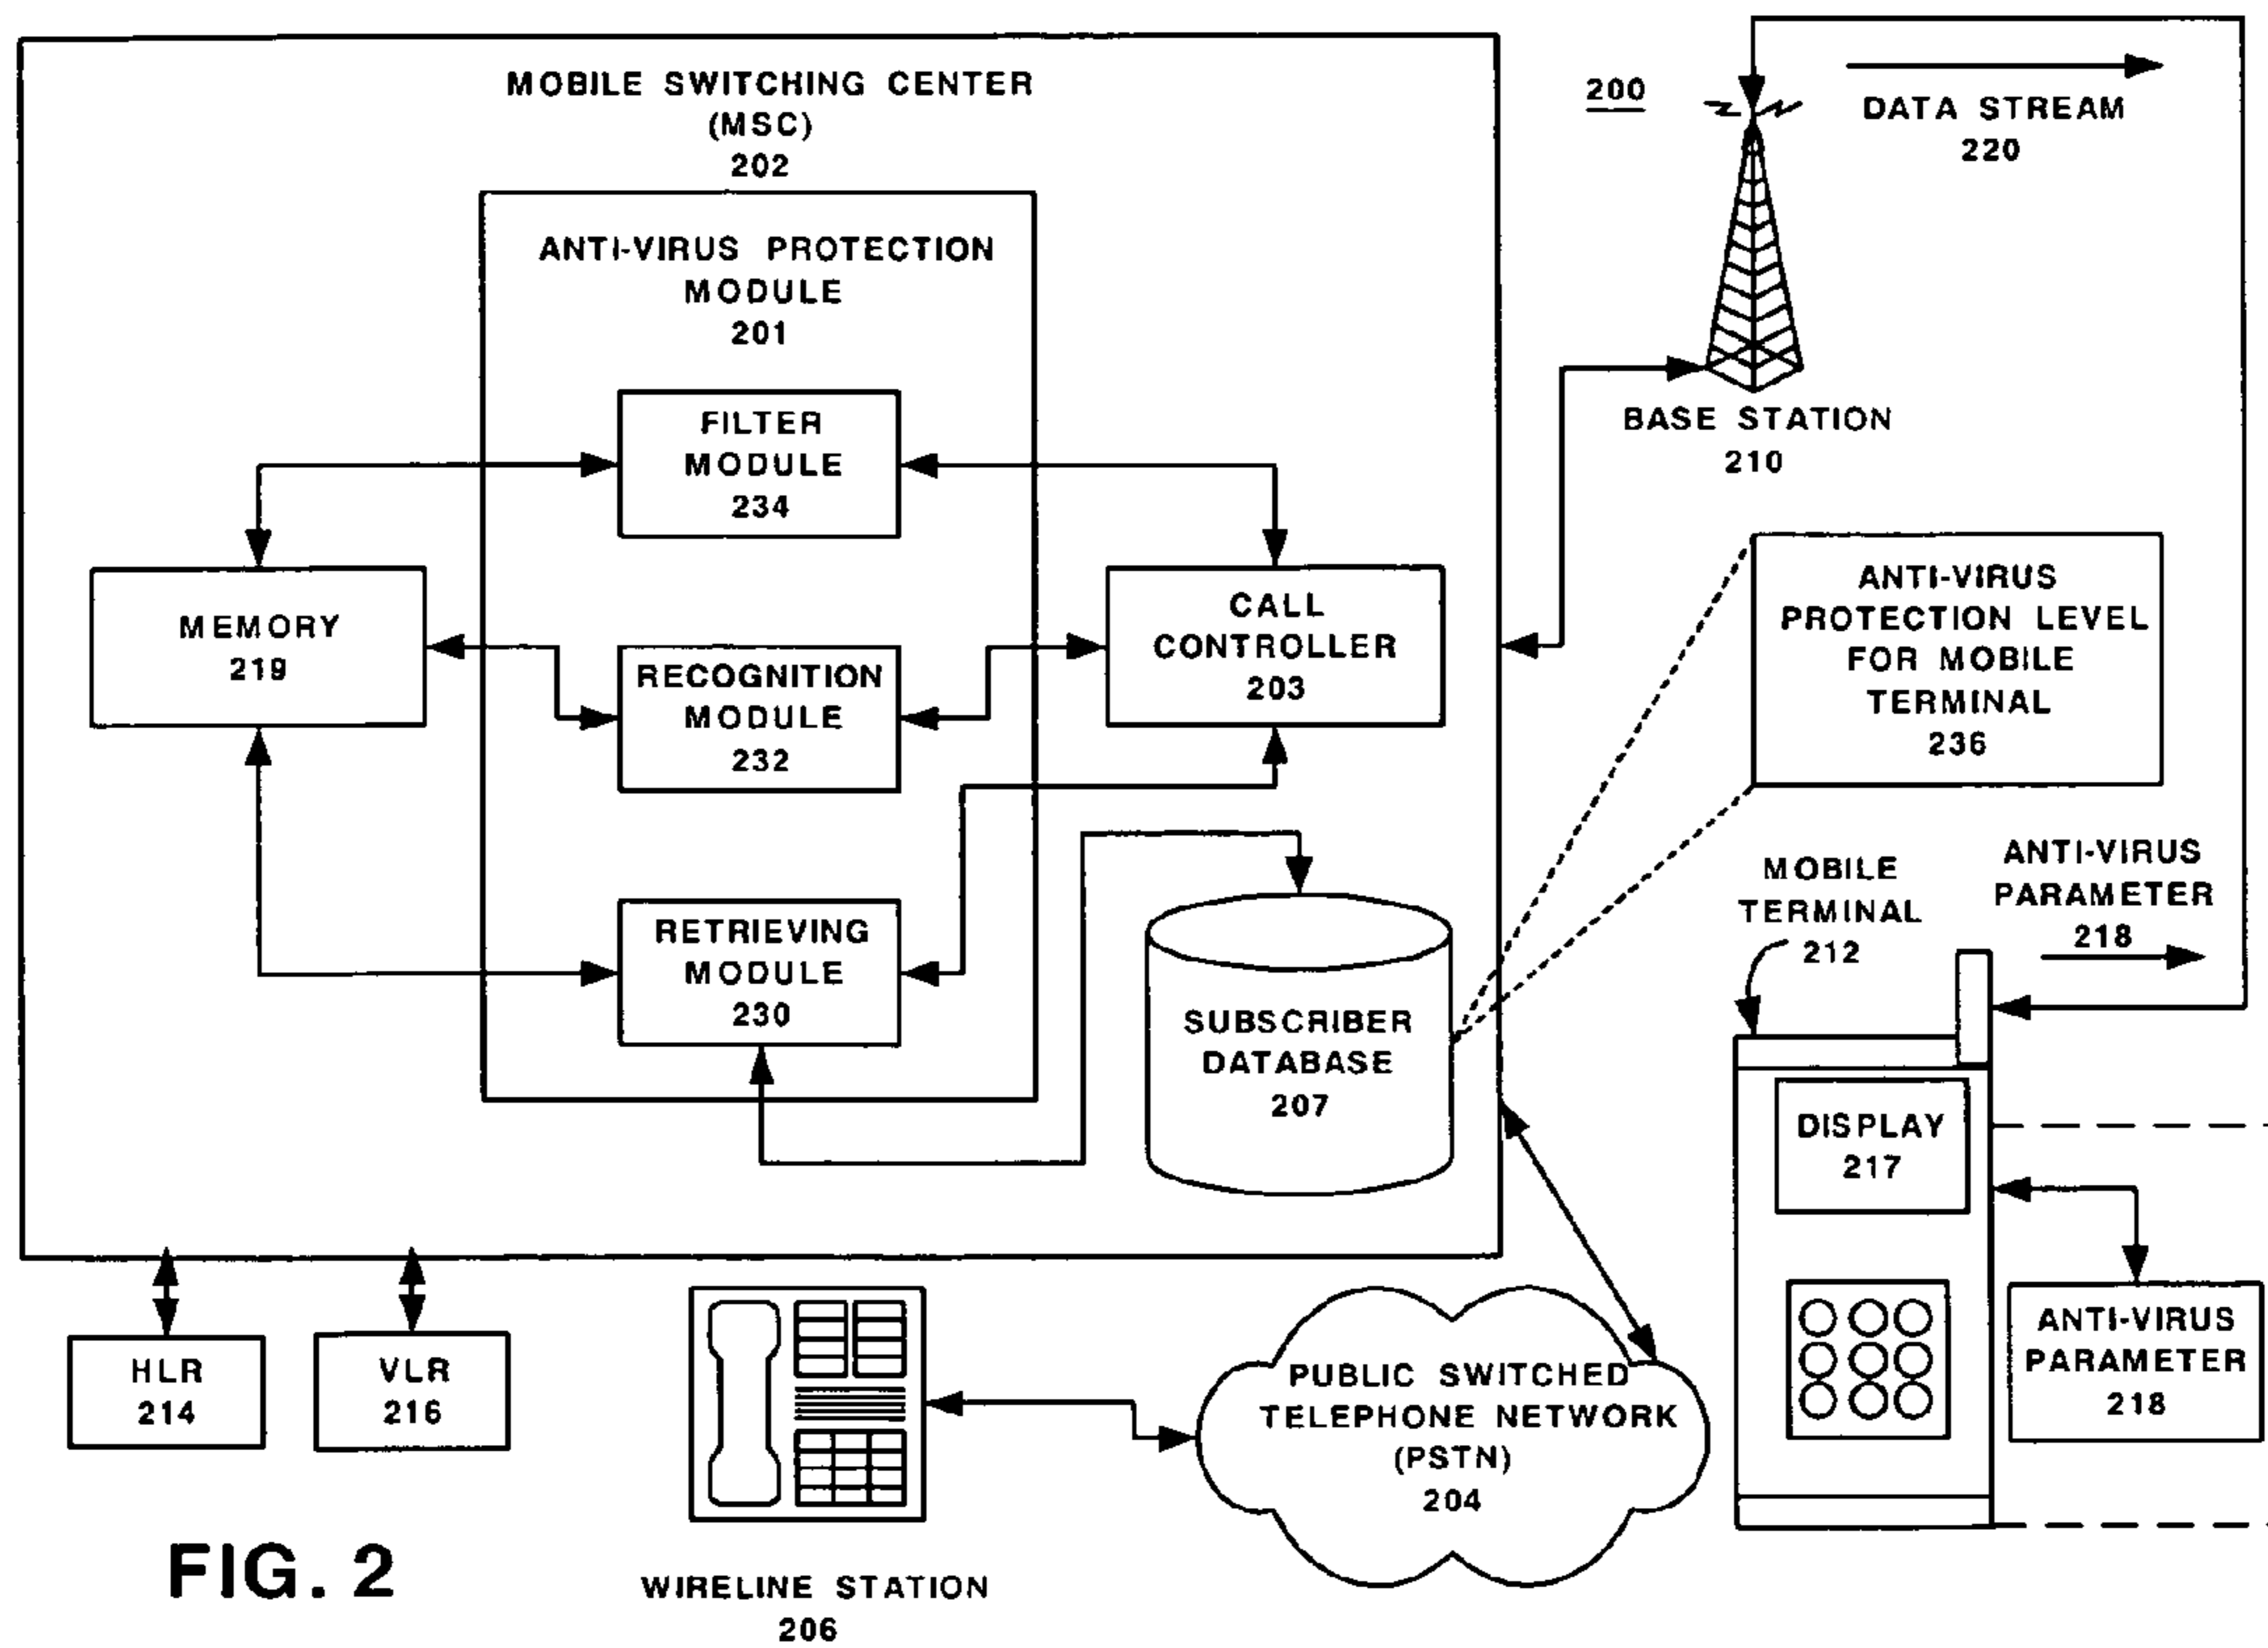 MOBILE SWITCHING CENTER
(MSC)
202
ANTI-VIRUS PROTECTION
MODULE
201
FILTER
MODULE
234
MEMORY
219
RECOGNITION
MODULE
232
CALL
CONTROLLER
203
RETRIEVING
MODULE
230
SUBSCRIBER
DATABASE
207
200
DATA STREAM
220
BASE STATION
210
ANTI-VIRUS
PROTECTION LEVEL
FOR MOBILE
TERMINAL
236
MOBILE
TERMINAL
212
ANTI-VIRUS
PARAMETER
218
DISPLAY
217
ANTI-VIRUS
PARAMETER
218
HLR
214
VLR
216
PUBLIC SWITCHED
TELEPHONE NETWORK
(PSTN)
204
WIRELINE STATION
206
FIG. 2